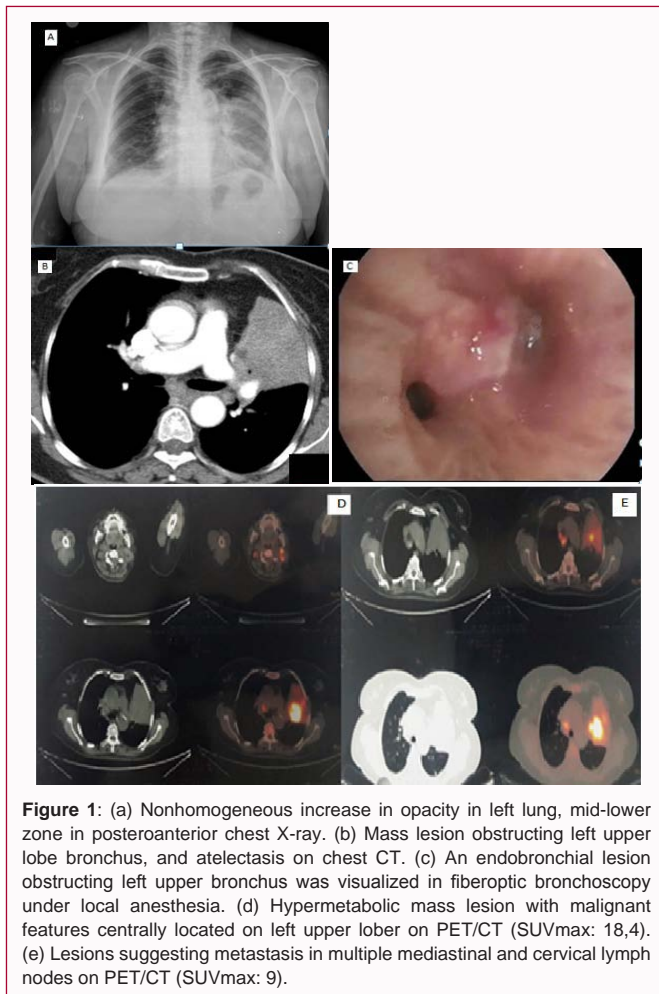 A
B
C
D
E
Figure 1: (a) Nonhomogeneous increase in opacity in left lung, mid-lower
zone in posteroanterior chest X-ray. (b) Mass lesion obstructing left upper
lobe bronchus, and atelectasis on chest CT. (c) An endobronchial lesion
obstructing left upper bronchus was visualized in fiberoptic bronchoscopy
under local anesthesia. (d) Hypermetabolic mass lesion with malignant
features centrally located on left upper lober on PET/CT (SUVmax: 18,4).
(e) Lesions suggesting metastasis in multiple mediastinal and cervical lymph
nodes on PET/CT (SUVmax: 9).